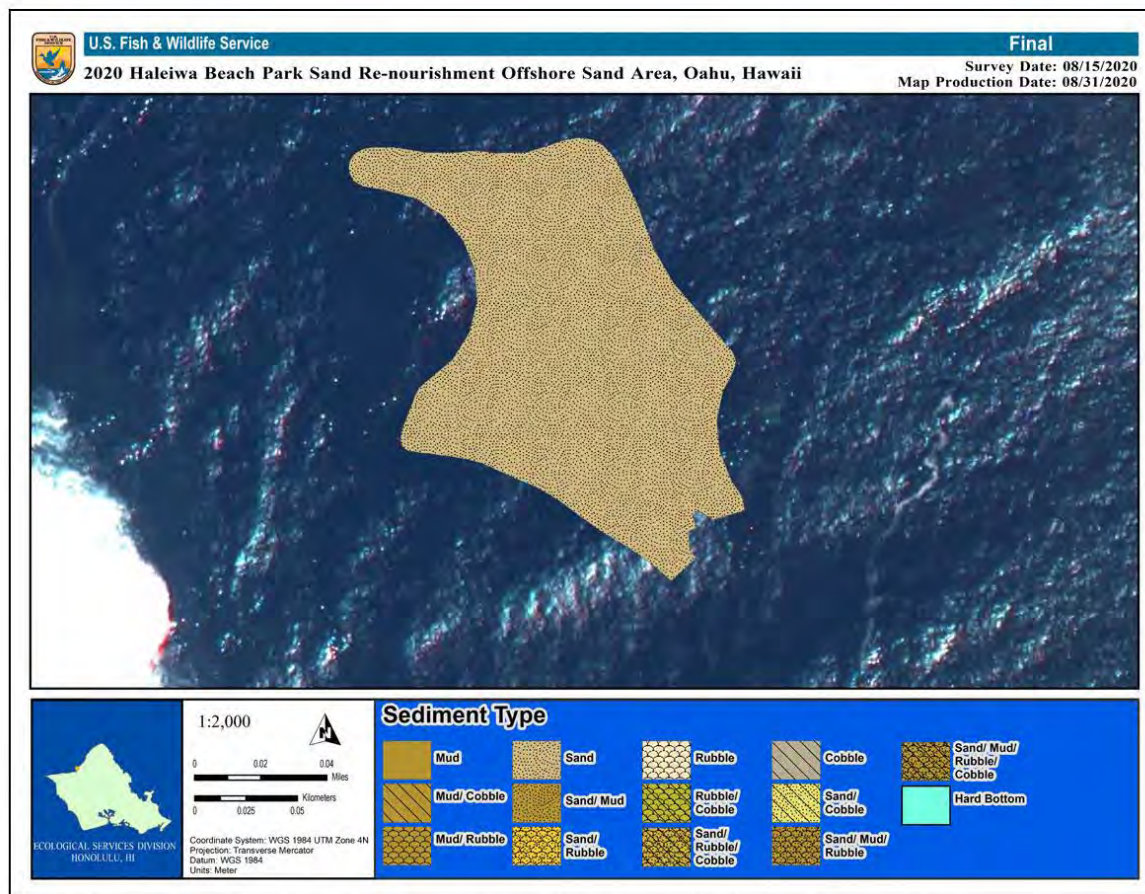 U.S. Fish & Wildlife Service
Final
2020 Haleiwa Beach Park Sand Re-nourishment Offshore Sand Area, Oahu, Hawaii
Survey Date: 08/15/2020
Map Production Date: 08/31/2020
ECOLOGICAL SERVICES DIVISION
HONOLULU, HI
1:2,000
N
0 0.02 0.04
Miles
Kilometers
0 0.025 0.05
Coordinate System: WGS 1984 UTM Zone 4N
Projection: Transverse Mercator
Datum: WGS 1984
Units: Meter
Sediment Type
Mud
Mud/ Cobble
Mud/ Rubble
Sand
Sand/ Mud
Sand/
Rubble
Rubble
Rubble/
Cobble
Sand/
Rubble/
Cobble
Cobble
Sand/
Cobble
Sand/ Mud/
Rubble
Sand/ Mud/
Rubble/
Cobble
Hard Bottom